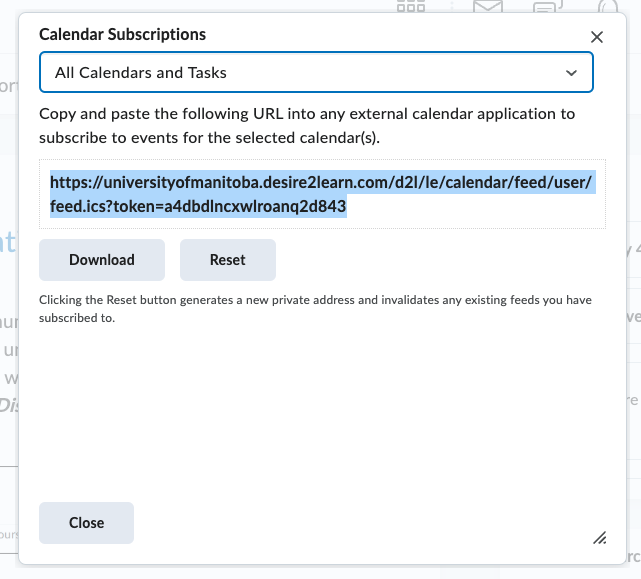 Calendar Subscriptions
All Calendars and Tasks
Copy and paste the following URL into any external calendar application to
subscribe to events for the selected calendar(s).
https://universityofmanitoba.desire2learn.com/d2l/le/calendar/feed/user/
feed.ics?token=a4dbdlncxwlroanq2d843
Download
Reset
Clicking the Reset button generates a new private address and invalidates any existing feeds you have
subscribed to.
Close